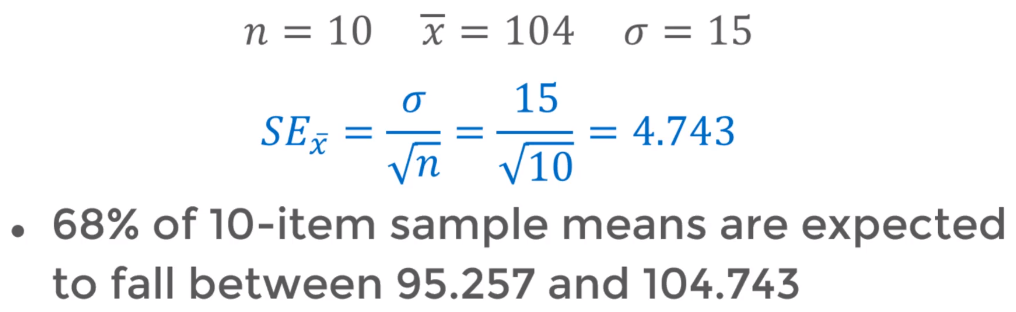 n = 10 x̅ = 104 σ = 15
SEx̅ = σ/√n = 15/√10 = 4.743
• 68% of 10-item sample means are expected
to fall between 95.257 and 104.743